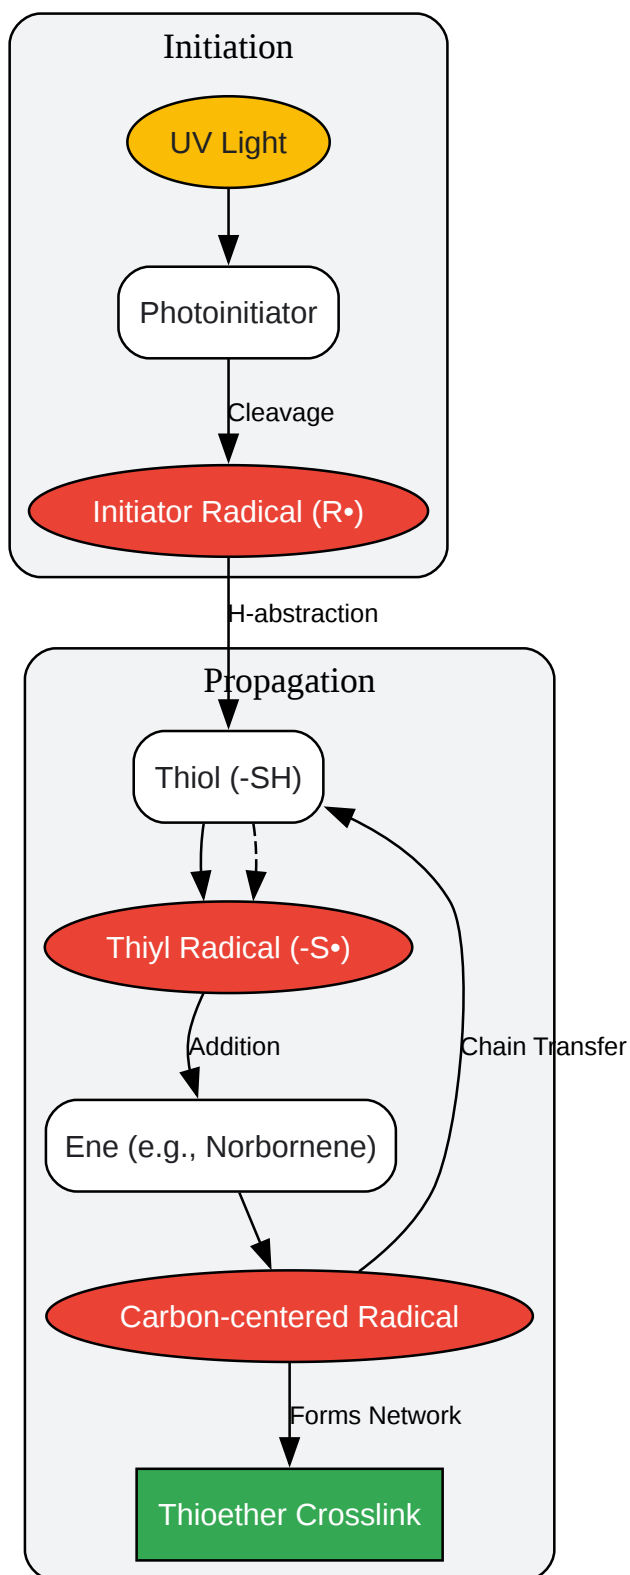 Initiation
UV Light
Photoinitiator
Cleavage
Initiator Radical (R•)
H-abstraction
Propagation
Thiol (-SH)
Thiyl Radical (-S•)
Addition
Chain Transfer
Ene (e.g., Norbornene)
Carbon-centered Radical
Forms Network
Thioether Crosslink